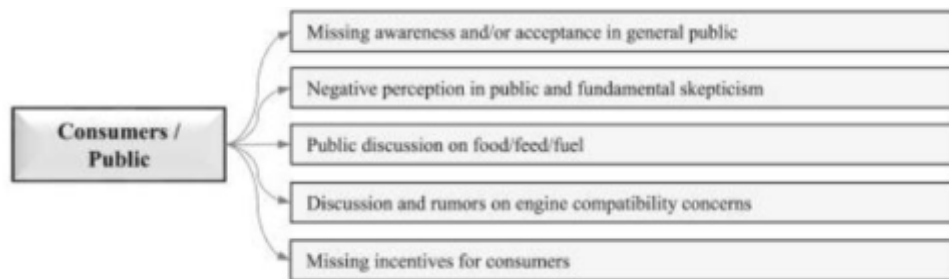 Consumers /
Public
Missing awareness and/or acceptance in general public
Negative perception in public and fundamental skepticism
Public discussion on food/feed/fuel
Discussion and rumors on engine compatibility concerns
Missing incentives for consumers